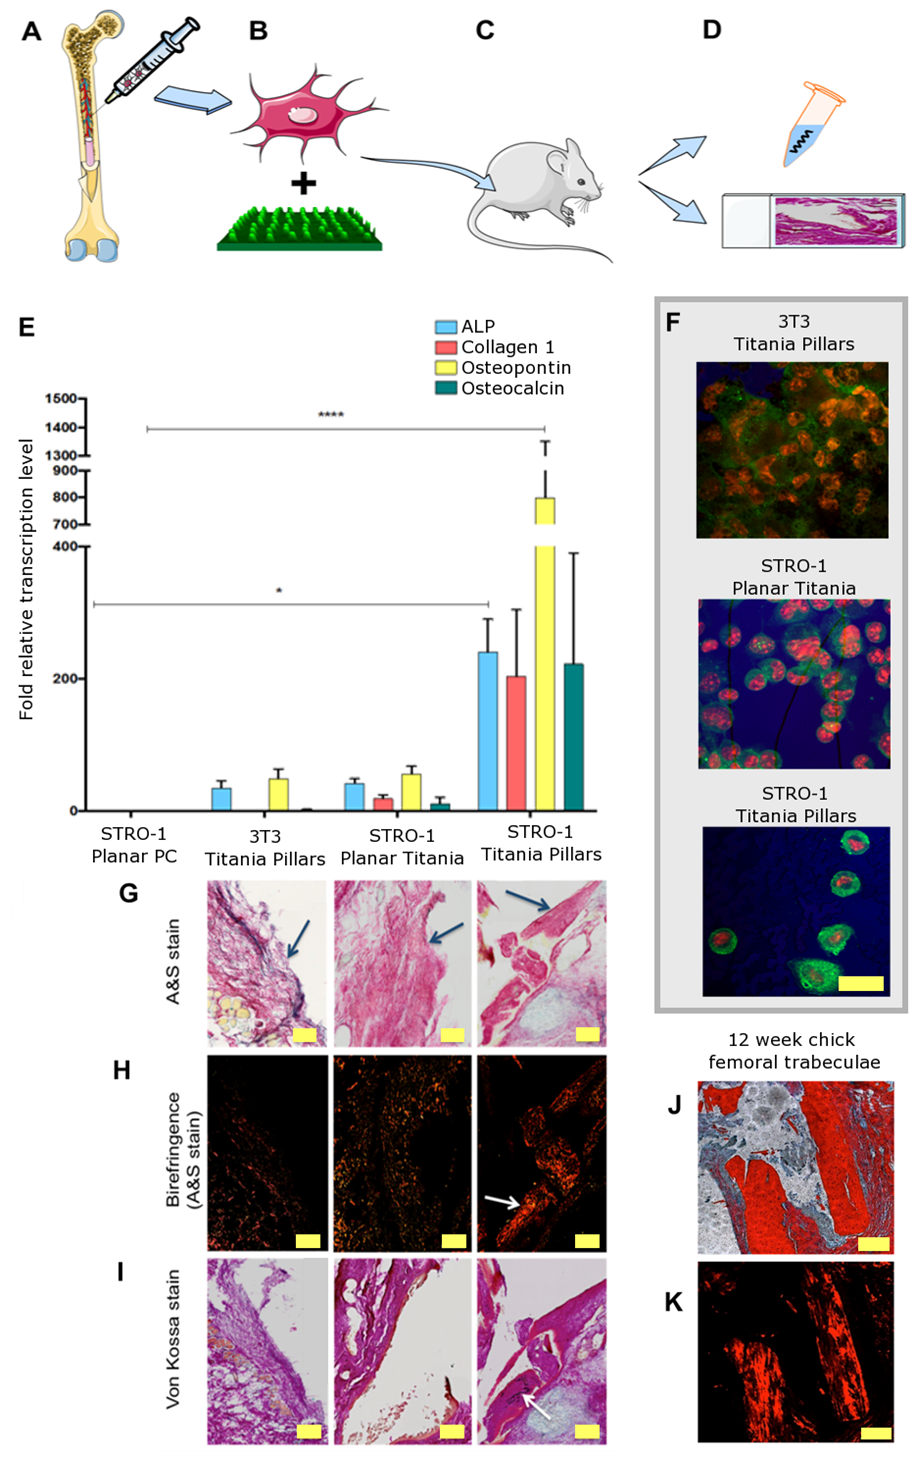 A
B
C
D
E
ALP
Collagen 1
Osteopontin
Osteocalcin
Fold relative transcription level
1500
1400
1300
900
800
700
400
200
0
****
*
STRO-1
Planar PC
3T3
Titania Pillars
STRO-1
Planar Titania
STRO-1
Titania Pillars
F
3T3
Titania Pillars
STRO-1
Planar Titania
STRO-1
Titania Pillars
G
A&S stain
H
Birefringence
(A&S stain)
I
Von Kossa stain
12 week chick
femoral trabeculae
J
K